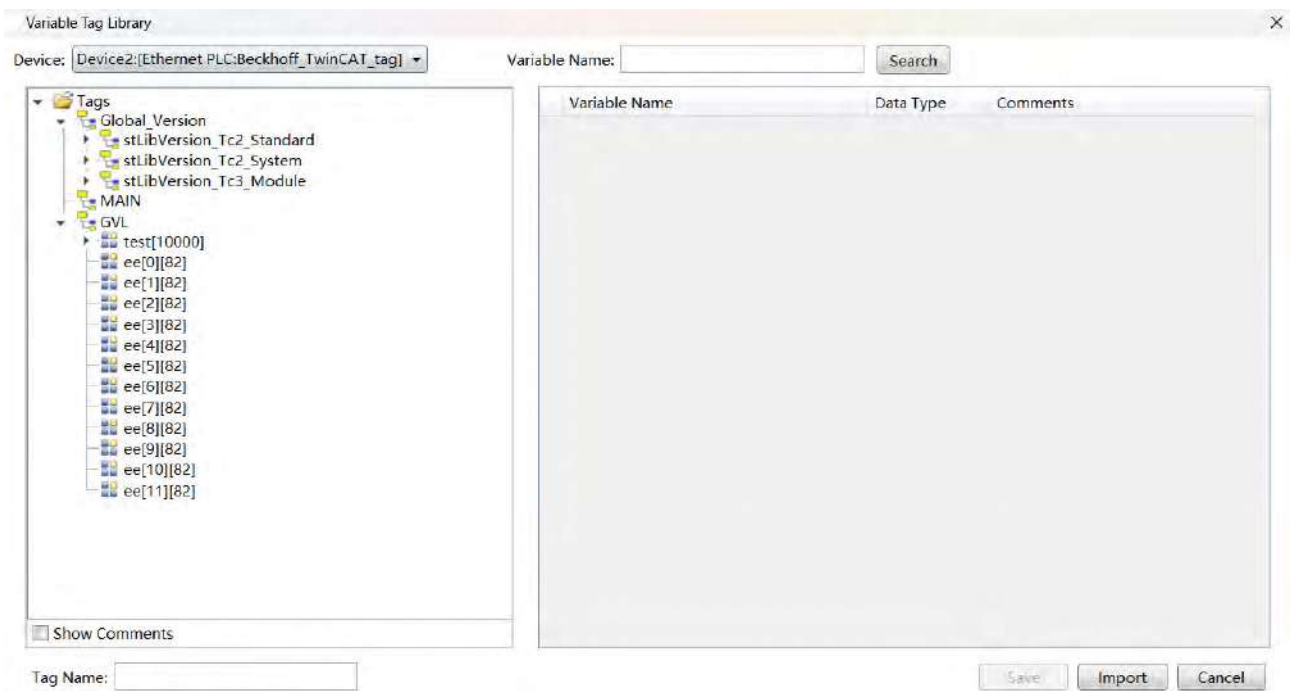 Variable Tag Library
Device: Device2:[Ethernet PLC:Beckhoff_TwinCAT_tag]
Variable Name:
Search
Tags
Global_Version
stLibVersion_Tc2_Standard
stLibVersion_Tc2_System
stLibVersion_Tc3_Module
MAIN
GVL
test[10000]
ee[0][82]
ee[1][82]
ee[2][82]
ee[3][82]
ee[4][82]
ee[5][82]
ee[6][82]
ee[7][82]
ee[8][82]
ee[9][82]
ee[10][82]
ee[11][82]
Show Comments
Variable Name Data Type Comments
Tag Name:
Save Import Cancel